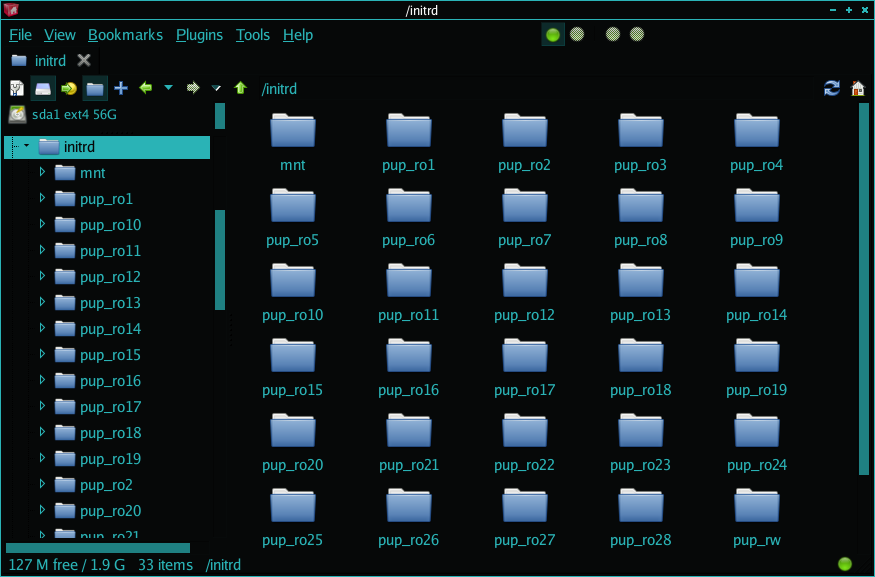 /initrd
File View Bookmarks Plugins Tools Help
initrd
/initrd
sda1 ext4 56G
initrd
mnt
pup_ro1
pup_ro10
pup_ro11
pup_ro12
pup_ro13
pup_ro14
pup_ro15
pup_ro16
pup_ro17
pup_ro18
pup_ro19
pup_ro2
pup_ro20
pup_ro21
mnt pup_ro1 pup_ro2 pup_ro3 pup_ro4
pup_ro5 pup_ro6 pup_ro7 pup_ro8 pup_ro9
pup_ro10 pup_ro11 pup_ro12 pup_ro13 pup_ro14
pup_ro15 pup_ro16 pup_ro17 pup_ro18 pup_ro19
pup_ro20 pup_ro21 pup_ro22 pup_ro23 pup_ro24
pup_ro25 pup_ro26 pup_ro27 pup_ro28 pup_rw
127 M free / 1.9 G 33 items /initrd